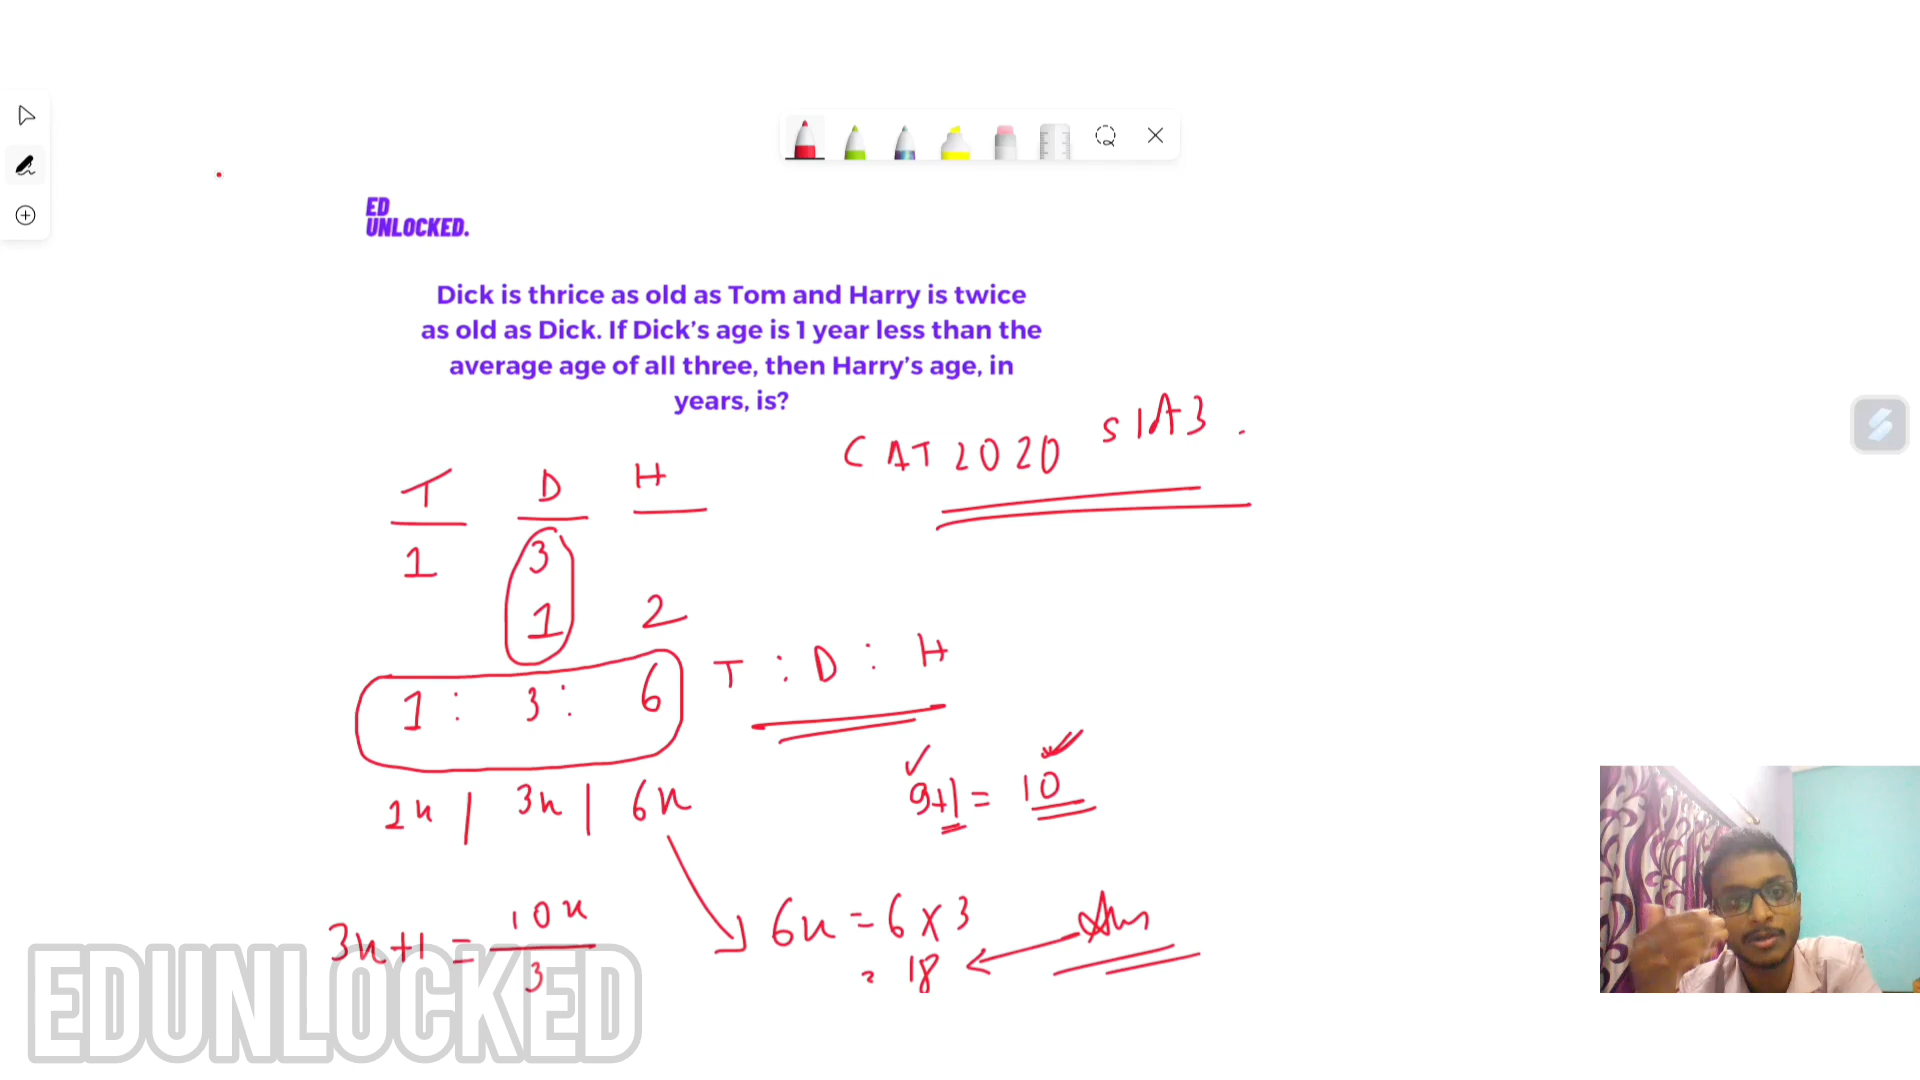 ED
UNLOCKED.
Dick is thrice as old as Tom and Harry is twice
as old as Dick. If Dick's age is 1 year less than the
average age of all three, then Harry's age, in
years, is?
CAT 2020 S1A3.
T D H
1 3
1 2
1 : 3 : 6 T : D : H
1x | 3x | 6x
9+1 = 10
3x+1 = 10x/3
6x = 6 x 3
= 18 Ans
EDUNLOCKED